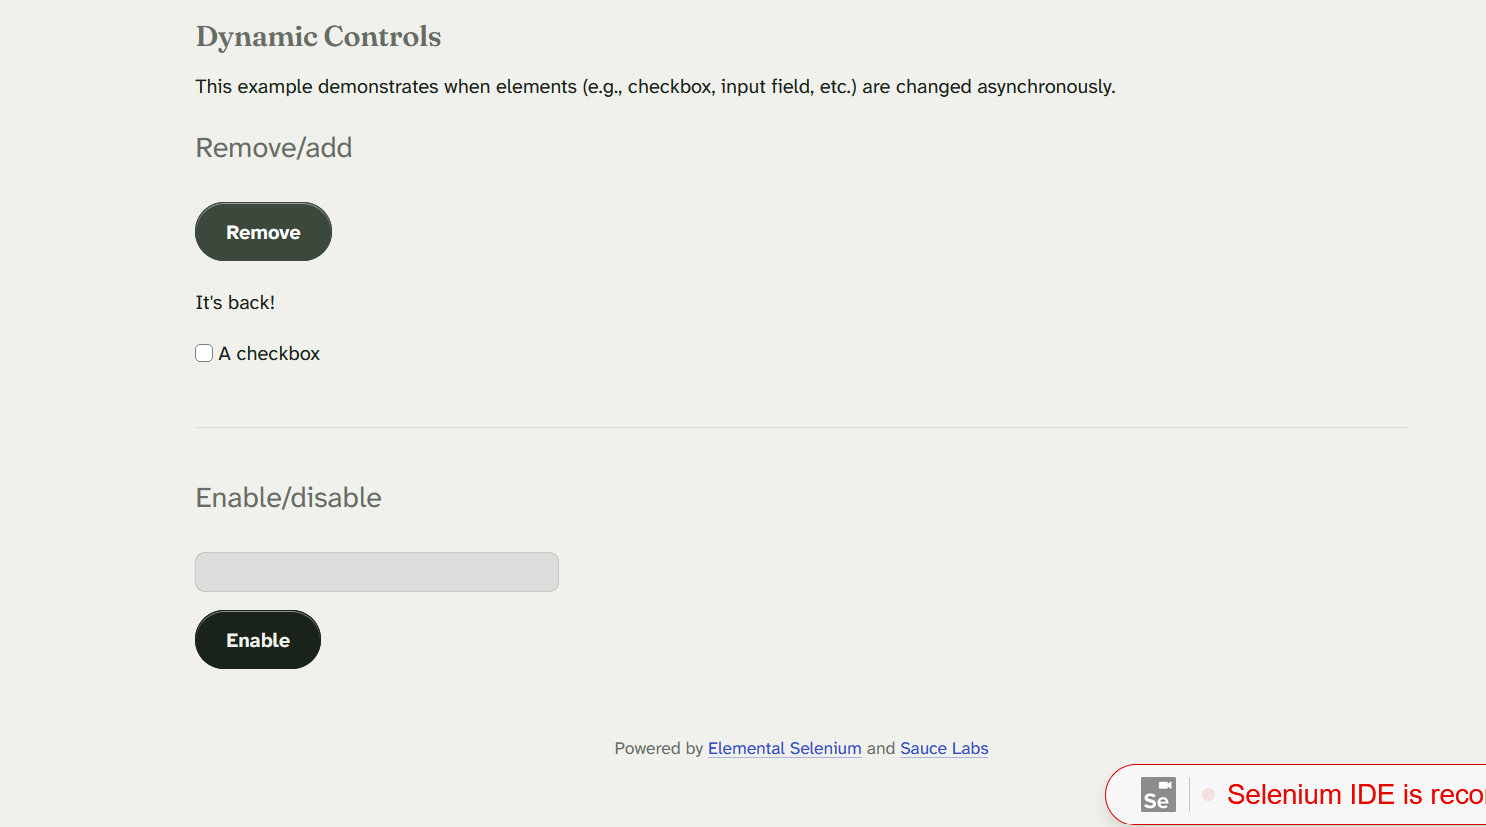 Dynamic Controls
This example demonstrates when elements (e.g., checkbox, input field, etc.) are changed asynchronously.
Remove/add
Remove
It's back!
A checkbox
Enable/disable
Enable
Powered by Elemental Selenium and Sauce Labs
Se
Selenium IDE is reco